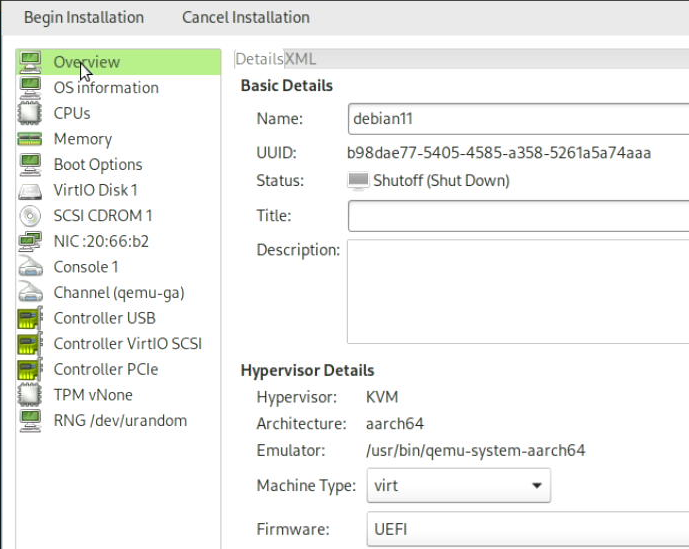 Begin Installation Cancel Installation
Overview
OS information
CPUs
Memory
Boot Options
VirtIO Disk 1
SCSI CDROM 1
NIC :20:66:b2
Console 1
Channel (qemu-ga)
Controller USB
Controller VirtIO SCSI
Controller PCIe
TPM vNone
RNG /dev/urandom
Details XML
Basic Details
Name: debian11
UUID: b98dae77-5405-4585-a358-5261a5a74aaa
Status: Shutoff (Shut Down)
Title:
Description:
Hypervisor Details
Hypervisor: KVM
Architecture: aarch64
Emulator: /usr/bin/qemu-system-aarch64
Machine Type: virt
Firmware: UEFI